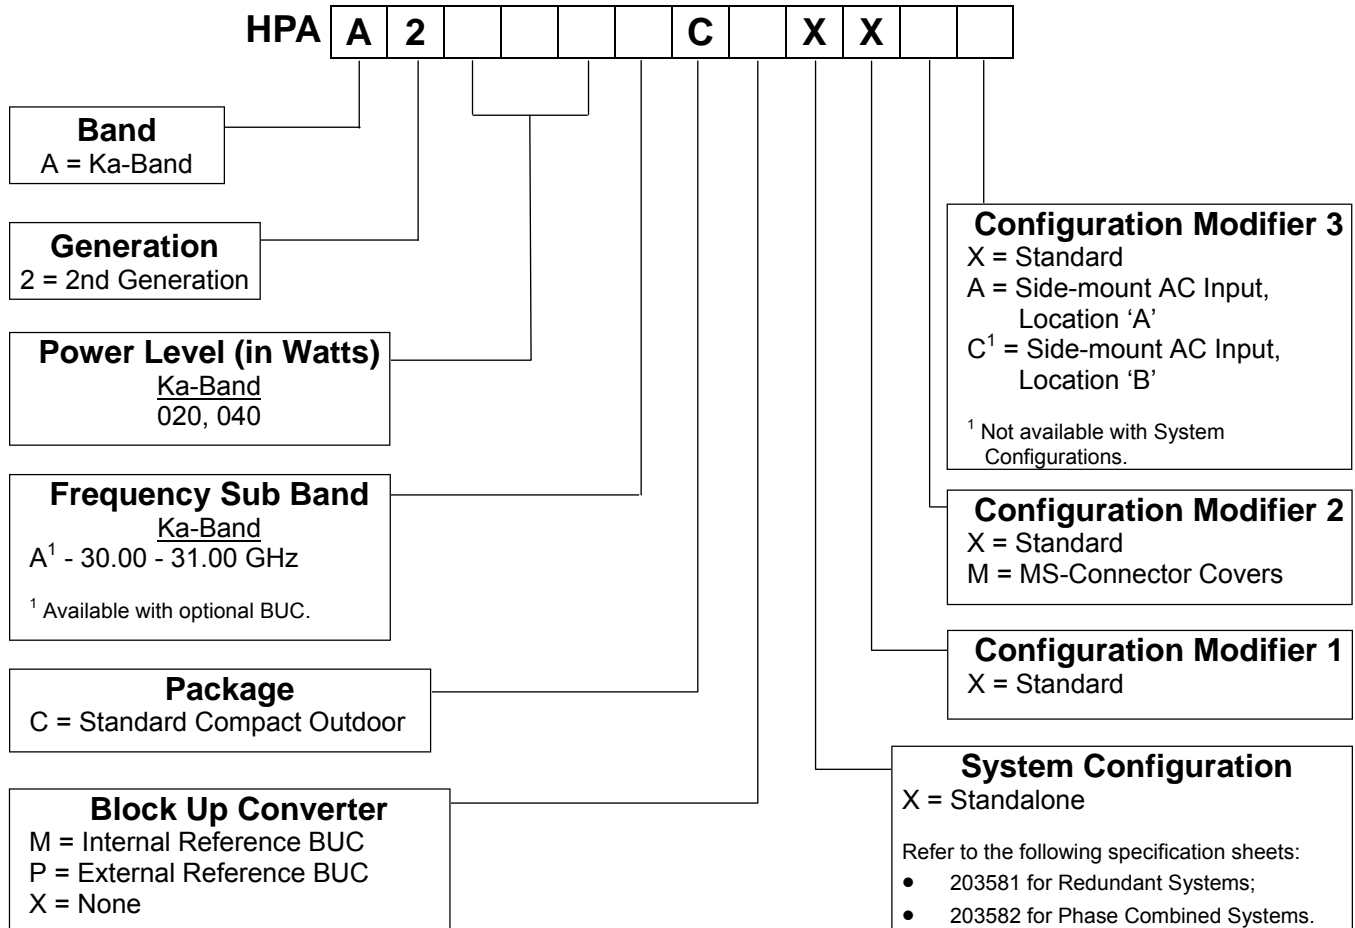 HPA A 2 C X X
Band
A = Ka-Band
Generation
2 = 2nd Generation
Power Level (in Watts)
Ka-Band
020, 040
Frequency Sub Band
Ka-Band
A¹ - 30.00 - 31.00 GHz
¹ Available with optional BUC.
Package
C = Standard Compact Outdoor
Block Up Converter
M = Internal Reference BUC
P = External Reference BUC
X = None
Configuration Modifier 3
X = Standard
A = Side-mount AC Input,
Location ‘A’
C¹ = Side-mount AC Input,
Location ‘B’
¹ Not available with System
Configurations.
Configuration Modifier 2
X = Standard
M = MS-Connector Covers
Configuration Modifier 1
X = Standard
System Configuration
X = Standalone
Refer to the following specification sheets:
• 203581 for Redundant Systems;
• 203582 for Phase Combined Systems.